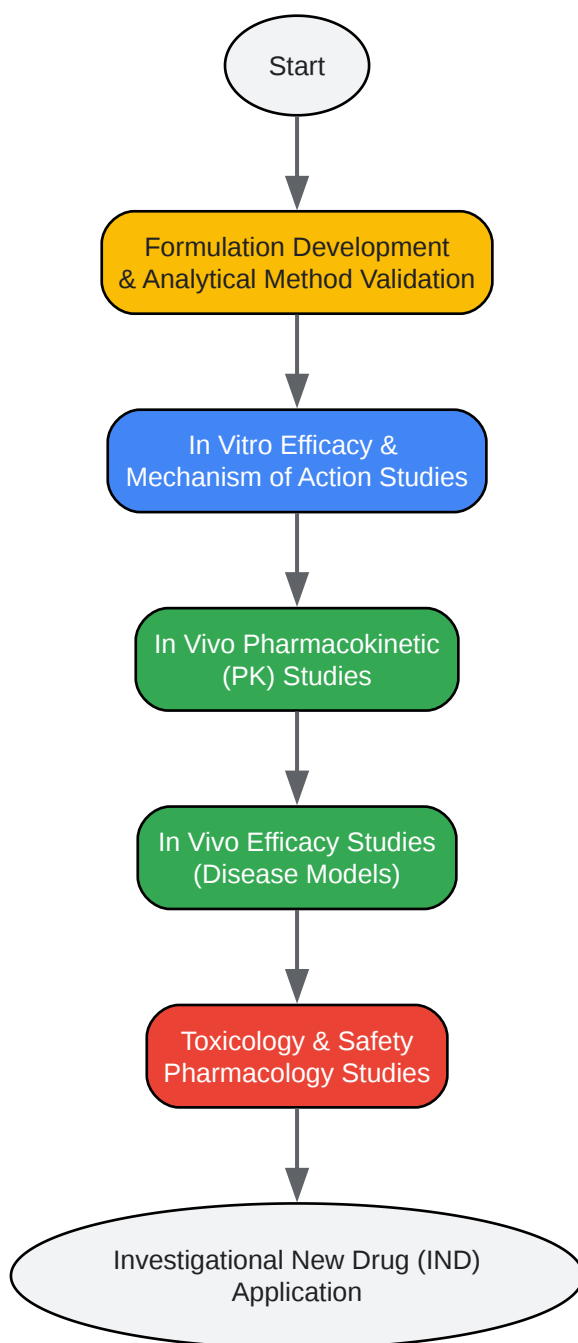 Start
Formulation Development
& Analytical Method Validation
In Vitro Efficacy &
Mechanism of Action Studies
In Vivo Pharmacokinetic
(PK) Studies
In Vivo Efficacy Studies
(Disease Models)
Toxicology & Safety
Pharmacology Studies
Investigational New Drug (IND)
Application